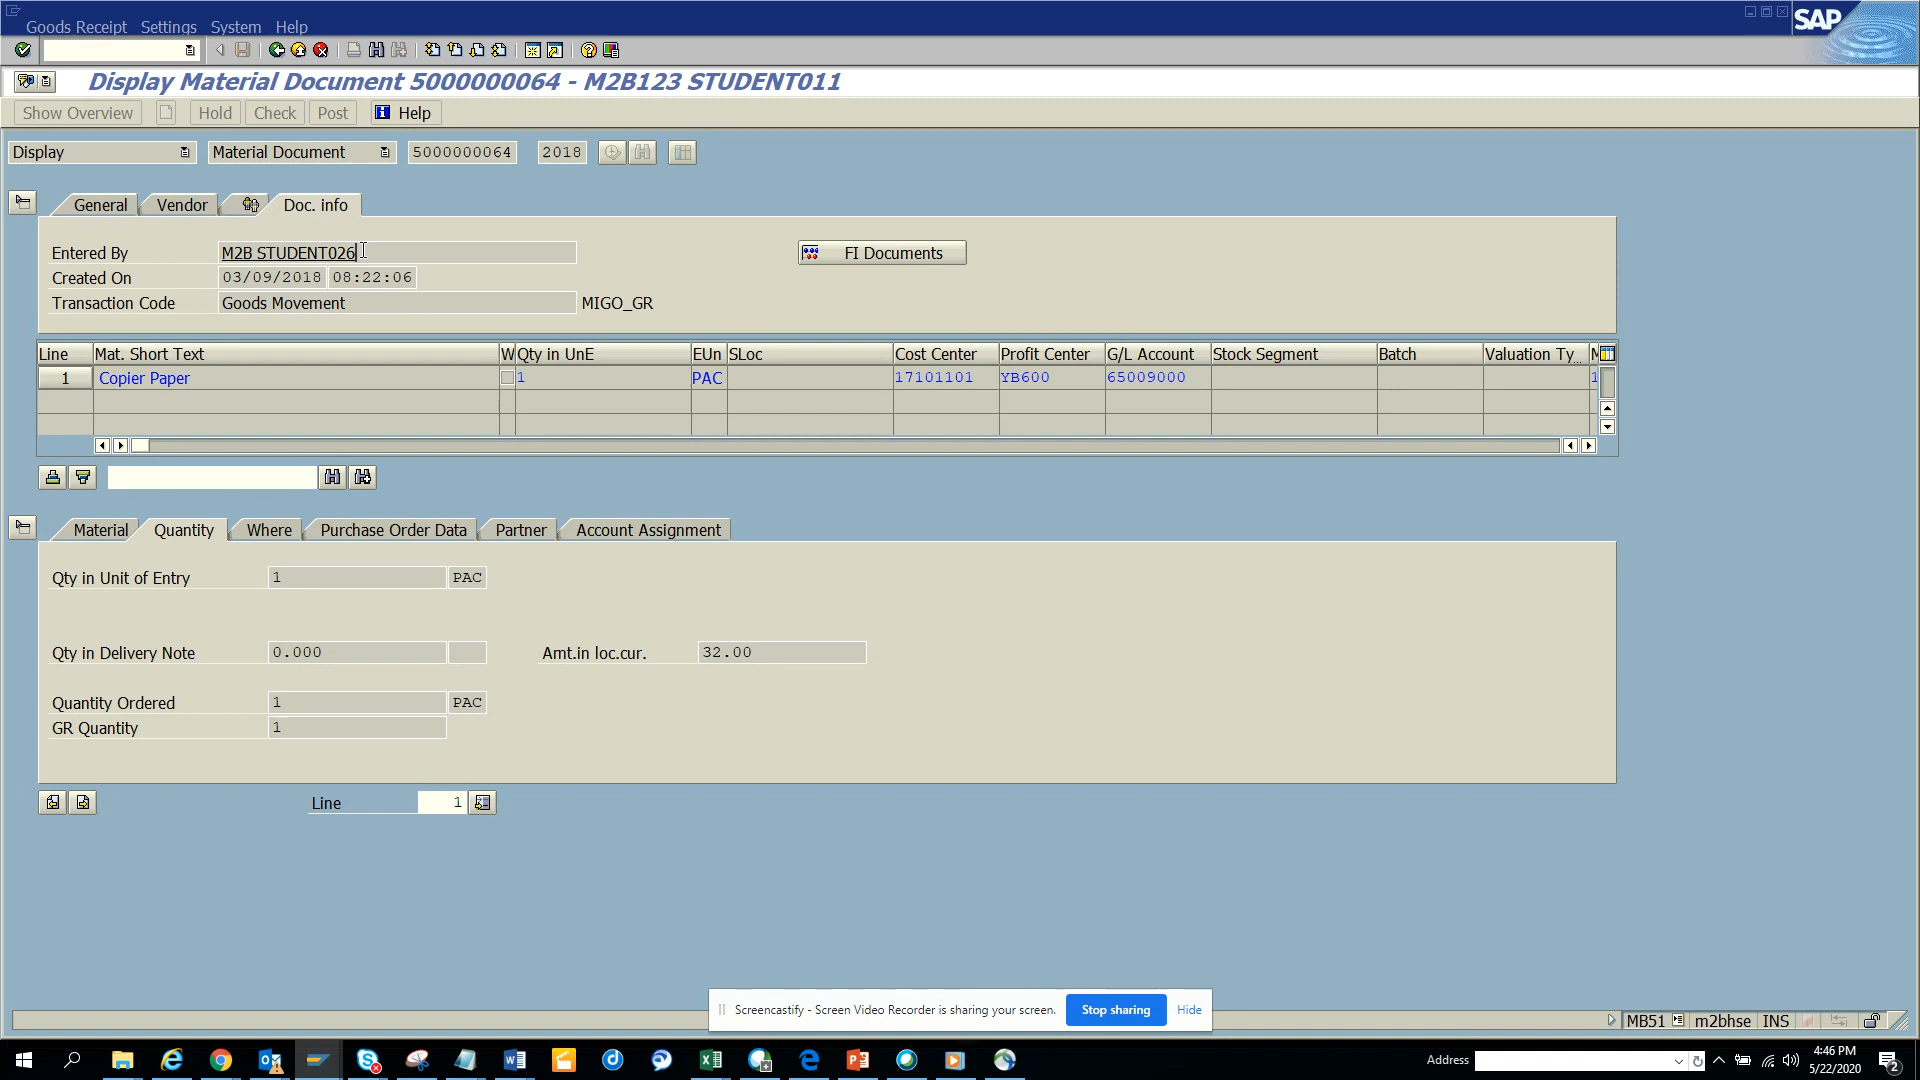 Goods Receipt Settings System Help
SAP
Display Material Document 5000000064 - M2B123 STUDENT011
Show Overview Hold Check Post Help
Display Material Document 5000000064 2018
General Vendor Doc. info
Entered By M2B STUDENT026 FI Documents
Created On 03/09/2018 08:22:06
Transaction Code Goods Movement MIGO_GR
Line Mat. Short Text W Qty in UnE EUn SLoc Cost Center Profit Center G/L Account Stock Segment Batch Valuation Ty... M
1 Copier Paper 1 PAC 17101101 YB600 65009000 1
Material Quantity Where Purchase Order Data Partner Account Assignment
Qty in Unit of Entry 1 PAC
Qty in Delivery Note 0.000 Amt.in loc.cur. 32.00
Quantity Ordered 1 PAC
GR Quantity 1
Line 1
Screencastify - Screen Video Recorder is sharing your screen. Stop sharing Hide
MB51 m2bhse INS
Address
4:46 PM
5/22/2020
2